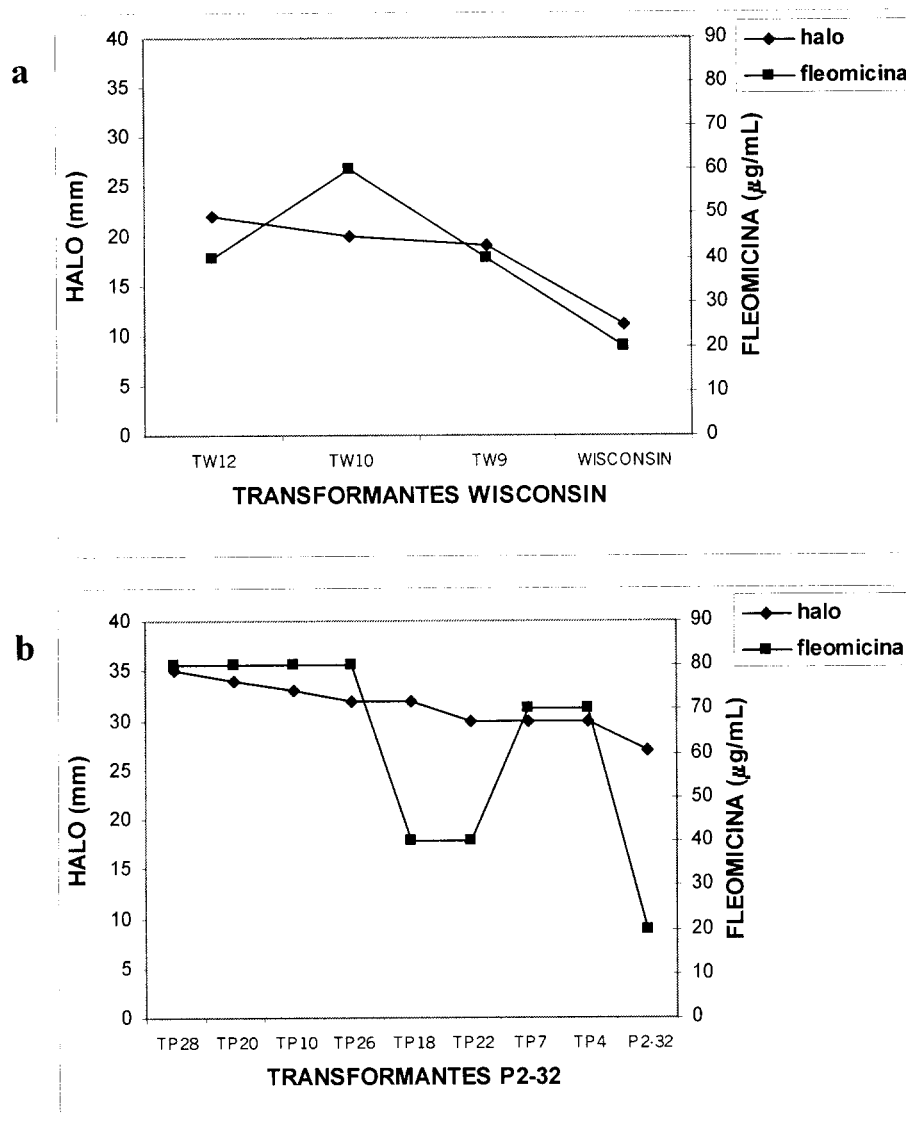 a
halo
fleomicina
HALO (mm)
40
35
30
25
20
15
10
5
0
90
80
70
60
50
40
30
20
10
0
FLEOMICINA (µg/mL)
TW12 TW10 TW9 WISCONSIN
TRANSFORMANTES WISCONSIN
b
halo
fleomicina
HALO (mm)
40
35
30
25
20
15
10
5
0
90
80
70
60
50
40
30
20
10
0
FLEOMICINA (µg/mL)
TP28 TP20 TP10 TP26 TP18 TP22 TP7 TP4 P2-32
TRANSFORMANTES P2-32